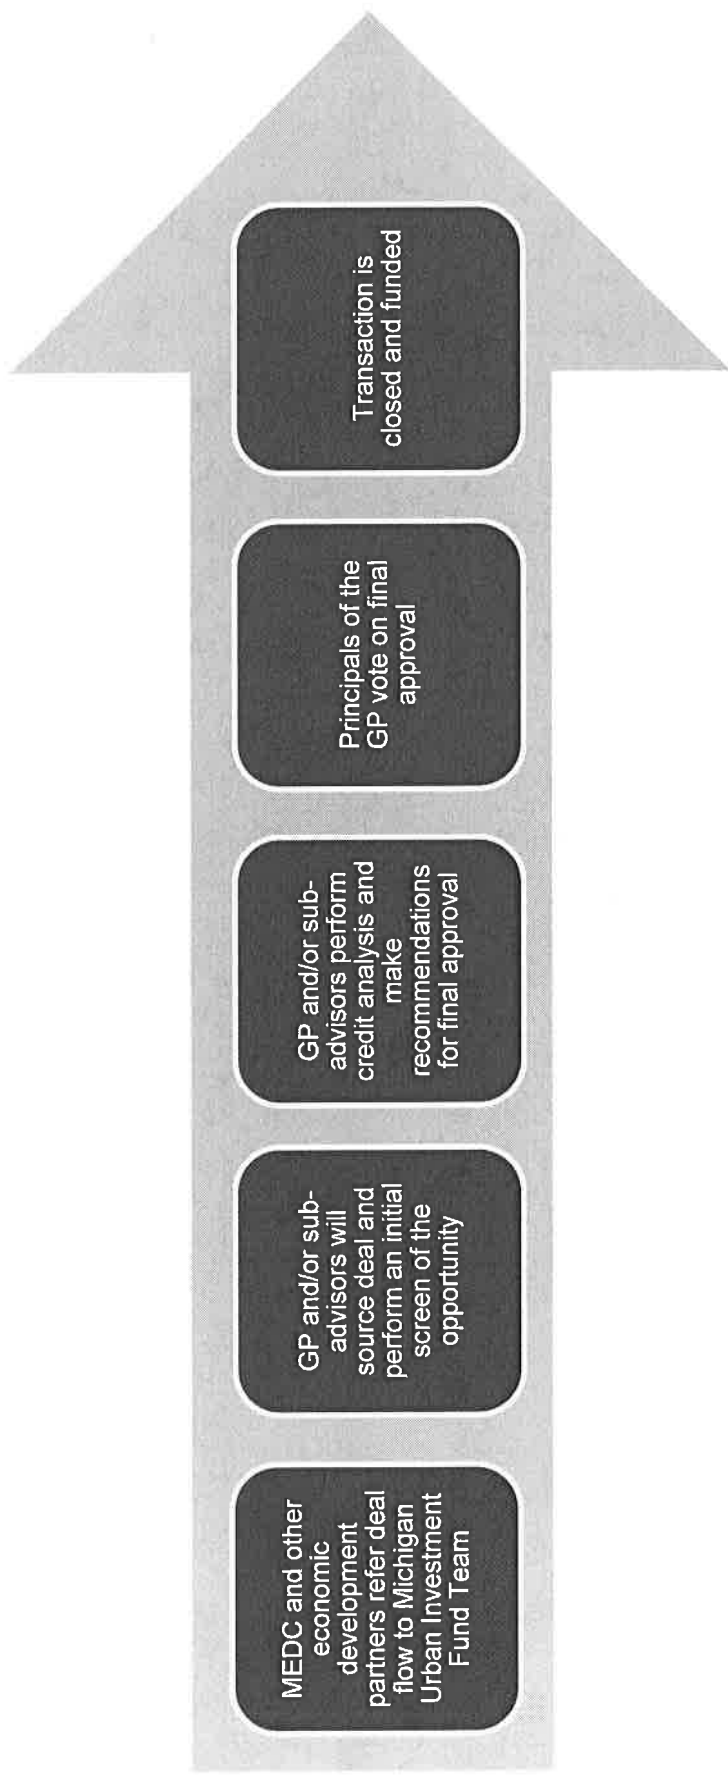 MEDC and other
economic
development
partners refer deal
flow to Michigan
Urban Investment
Fund Team
GP and/or sub-
advisors will
source deal and
perform an initial
screen of the
opportunity
GP and/or sub-
advisors perform
credit analysis and
make
recommendations
for final approval
Principals of the
GP vote on final
approval
Transaction is
closed and funded